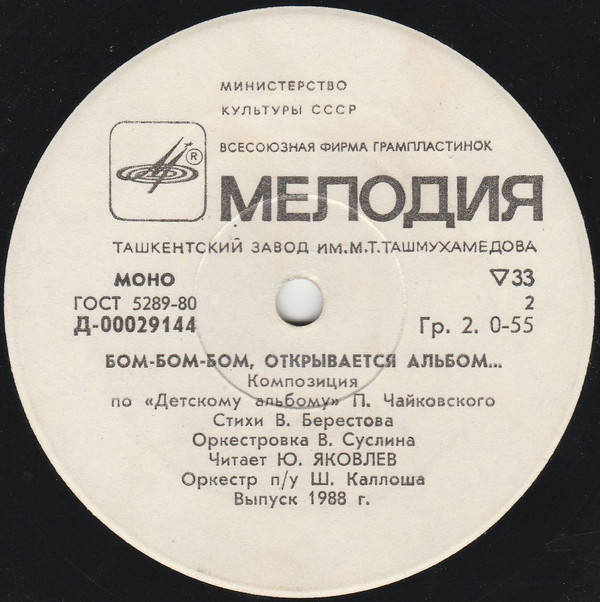 МИНИСТЕРСТВО
КУЛЬТУРЫ СССР
ВСЕСОЮЗНАЯ ФИРМА ГРАМПЛАСТИНОК
®
МЕЛОДИЯ
ТАШКЕНТСКИЙ ЗАВОД ИМ.М.Т.ТАШМУХАМЕДОВА
МОНО ▽33
ГОСТ 5289-80 2
Д-00029144 Гр. 2. 0-55
БОМ-БОМ-БОМ, ОТКРЫВАЕТСЯ АЛЬБОМ...
Композиция
по «Детскому альбому» П. Чайковского
Стихи В. Берестова
Оркестровка В. Суслина
Читает Ю. ЯКОВЛЕВ
Оркестр п/у Ш. Каллоша
Выпуск 1988 г.